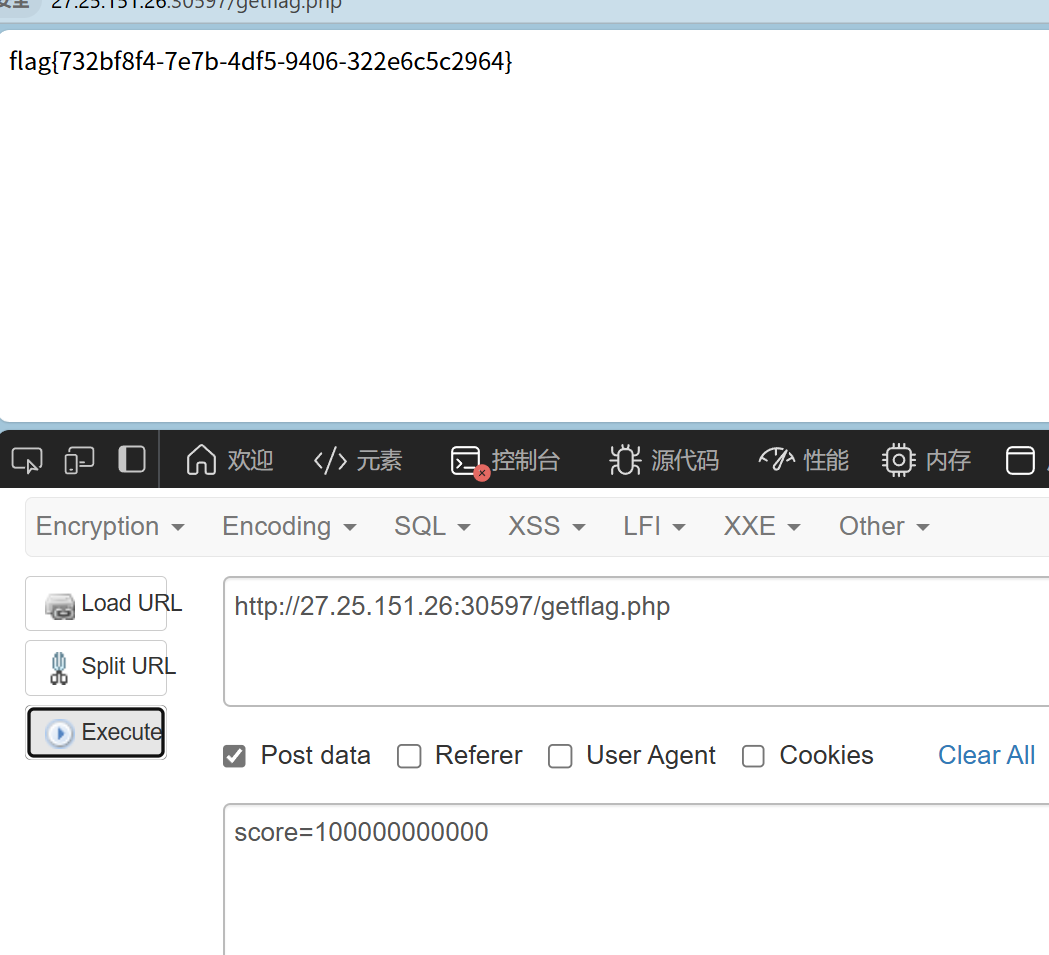 27.25.151.26:30597/getflag.php
flag{732bf8f4-7e7b-4df5-9406-322e6c5c2964}
欢迎 元素 控制台 源代码 性能 内存
Encryption Encoding SQL XSS LFI XXE Other
Load URL
http://27.25.151.26:30597/getflag.php
Split URL
Execute
Post data Referer User Agent Cookies Clear All
score=100000000000